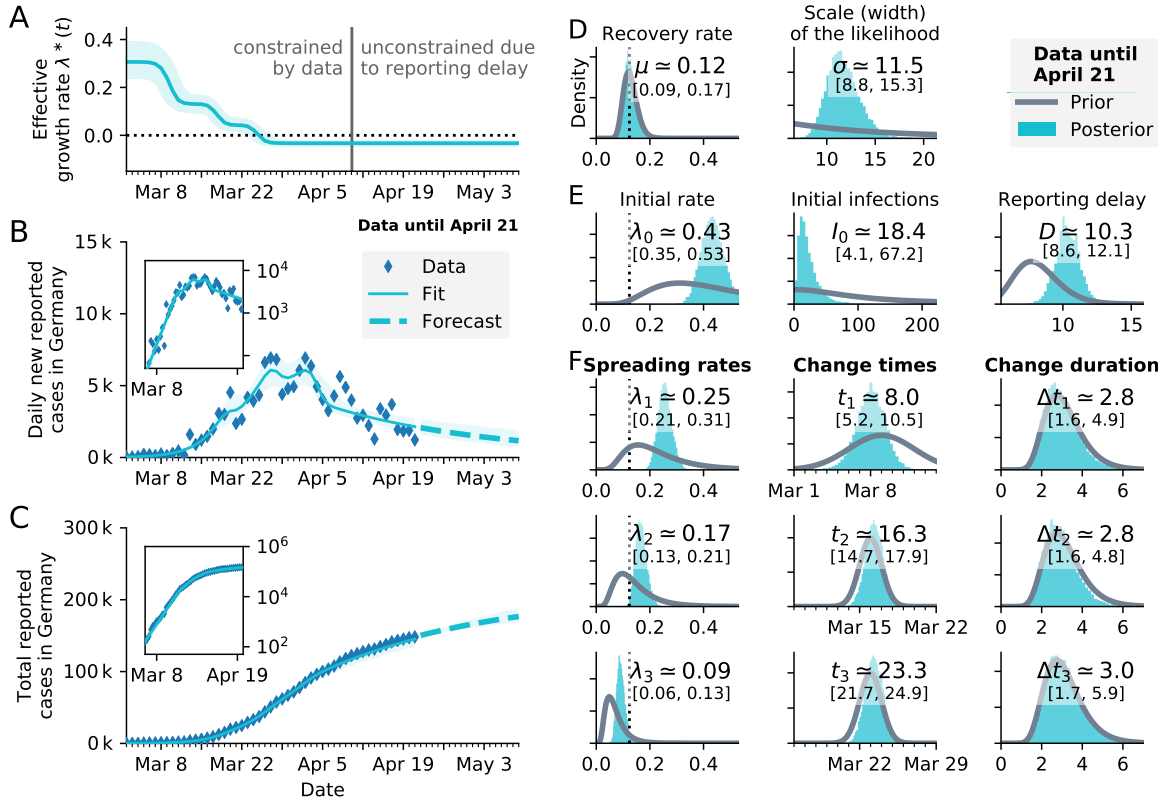 A
Effective
growth rate λ*(t)
0.4
0.2
0.0
constrained
by data
unconstrained due
to reporting delay
Mar 8
Mar 22
Apr 5
Apr 19
May 3
B
Data until April 21
Daily new reported
cases in Germany
15 k
10 k
5 k
0 k
10⁴
10³
Mar 8
Data
Fit
Forecast
Mar 8
Mar 22
Apr 5
Apr 19
May 3
C
Total reported
cases in Germany
300 k
200 k
100 k
0 k
10⁶
10⁴
10²
Mar 8
Apr 19
Mar 8
Mar 22
Apr 5
Apr 19
May 3
Date
D
Recovery rate
Density
μ ≃ 0.12
[0.09, 0.17]
0.0
0.2
0.4
Scale (width)
of the likelihood
σ ≃ 11.5
[8.8, 15.3]
10
15
20
Data until
April 21
Prior
Posterior
E
Initial rate
λ₀ ≃ 0.43
[0.35, 0.53]
0.0
0.2
0.4
Initial infections
I₀ ≃ 18.4
[4.1, 67.2]
0
100
200
Reporting delay
D ≃ 10.3
[8.6, 12.1]
10
15
F
Spreading rates
λ₁ ≃ 0.25
[0.21, 0.31]
0.0
0.2
0.4
Change times
t₁ ≃ 8.0
[5.2, 10.5]
Mar 1
Mar 8
Change duration
Δt₁ ≃ 2.8
[1.6, 4.9]
0
2
4
6
λ₂ ≃ 0.17
[0.13, 0.21]
0.0
0.2
0.4
t₂ ≃ 16.3
[14.7, 17.9]
Mar 15
Mar 22
Δt₂ ≃ 2.8
[1.6, 4.8]
0
2
4
6
λ₃ ≃ 0.09
[0.06, 0.13]
0.0
0.2
0.4
t₃ ≃ 23.3
[21.7, 24.9]
Mar 22
Mar 29
Δt₃ ≃ 3.0
[1.7, 5.9]
0
2
4
6